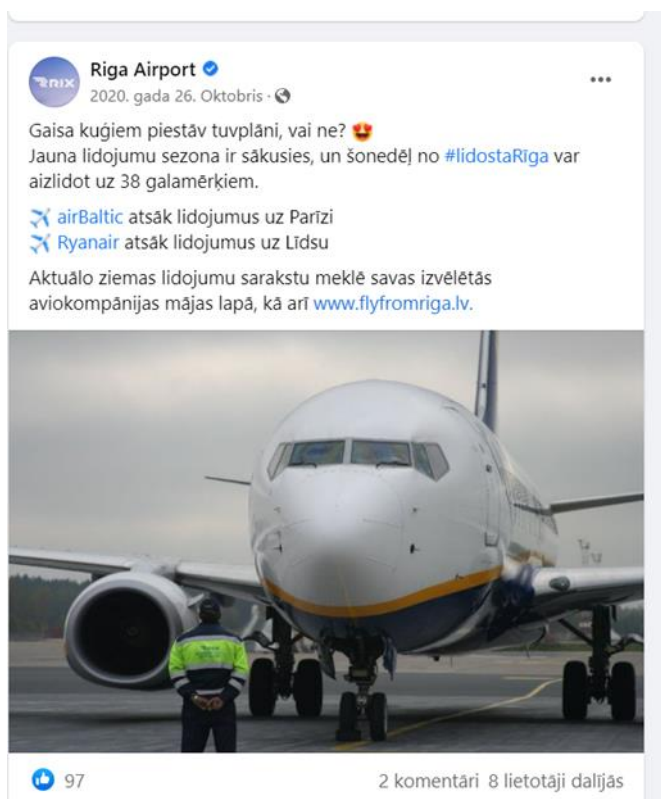 RIX
Riga Airport
2020. gada 26. Oktobris ·
Gaisa kuģiem piestāv tuvplāni, vai ne? 🤩
Jauna lidojumu sezona ir sākusies, un šonedēļ no #lidostaRīga var
aizlidot uz 38 galamērķiem.
✈ airBaltic atsāk lidojumus uz Parīzi
✈ Ryanair atsāk lidojumus uz Līdsu
Aktuālo ziemas lidojumu sarakstu meklē savas izvēlētās
aviokompānijas mājas lapā, kā arī www.flyfromriga.lv.
97
2 komentāri 8 lietotāji dalījās